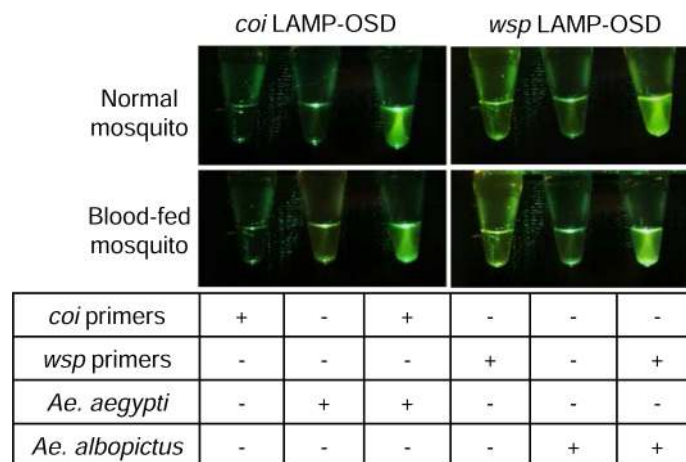 coi LAMP-OSD wsp LAMP-OSD
Normal
mosquito
Blood-fed
mosquito
coi primers + - + - - -
wsp primers - - - + - +
Ae. aegypti - + + - - -
Ae. albopictus - - - - + +